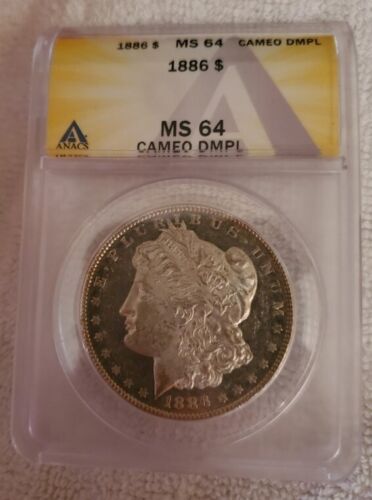 1886 $ MS 64 CAMEO DMPL
1886 $
MS 64
CAMEO DMPL
ANACS
E·PLURIBUS·UNUM
1886